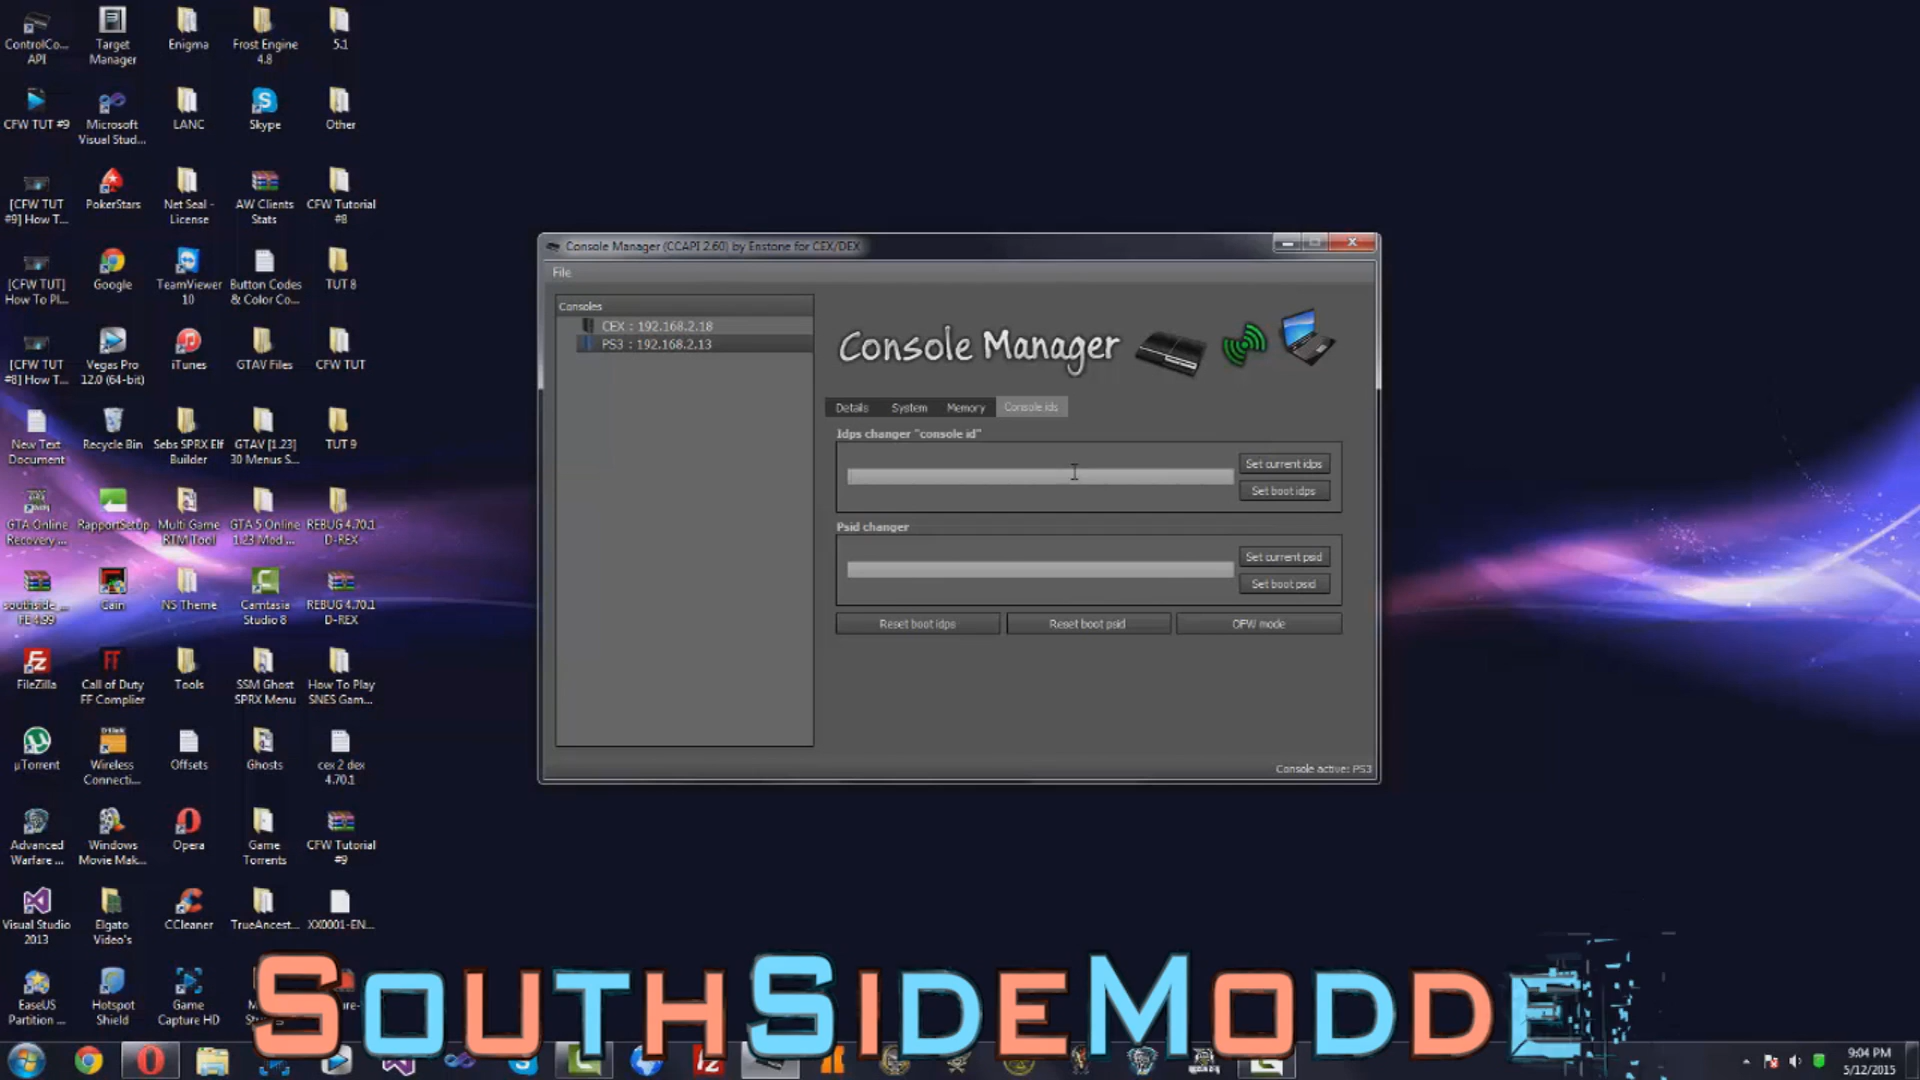 ControlCo... API
Target Manager
Enigma
Frost Engine 4.8
5.1
CFW TUT #9
Microsoft Visual Stud...
LANC
Skype
Other
[CFW TUT #9] How T...
PokerStars
Net Seal - License
AW Clients Stats
CFW Tutorial #8
[CFW TUT] How To Pl...
Google
TeamViewer 10
Button Codes & Color Co...
TUT 8
[CFW TUT #8] How T...
Vegas Pro 12.0 (64-bit)
iTunes
GTAV Files
CFW TUT
New Text Document
Recycle Bin
Sebs SPRX Elf Builder
GTAV [1.23] 30 Menus S...
TUT 9
GTA Online Recovery ...
RapportSetup
Multi Game RTM Tool
GTA 5 Online 1.23 Mod ...
REBUG 4.70.1 D-REX
southside_... FE 4.99
Cain
NS Theme
Camtasia Studio 8
REBUG 4.70.1 D-REX
FileZilla
Call of Duty FF Complier
Tools
SSM Ghost SPRX Menu
How To Play SNES Gam...
µTorrent
Wireless Connecti...
Offsets
Ghosts
cex 2 dex 4.70.1
Advanced Warfare ...
Windows Movie Mak...
Opera
Game Torrents
CFW Tutorial #9
Visual Studio 2013
Elgato Video's
CCleaner
TrueAncest...
XX0001-EN...
EaseUS Partition ...
Hotspot Shield
Game Capture HD
Console Manager (CCAPI 2.60) by Enstone for CEX/DEX
File
Consoles
CEX : 192.168.2.18
PS3 : 192.168.2.13
Console Manager
Details System Memory Console ids
Idps changer "console id"
Set current idps
Set boot idps
Psid changer
Set current psid
Set boot psid
Reset boot idps Reset boot psid OFW mode
Console active: PS3
SOUTHSIDEMODDE
9:04 PM
5/12/2015